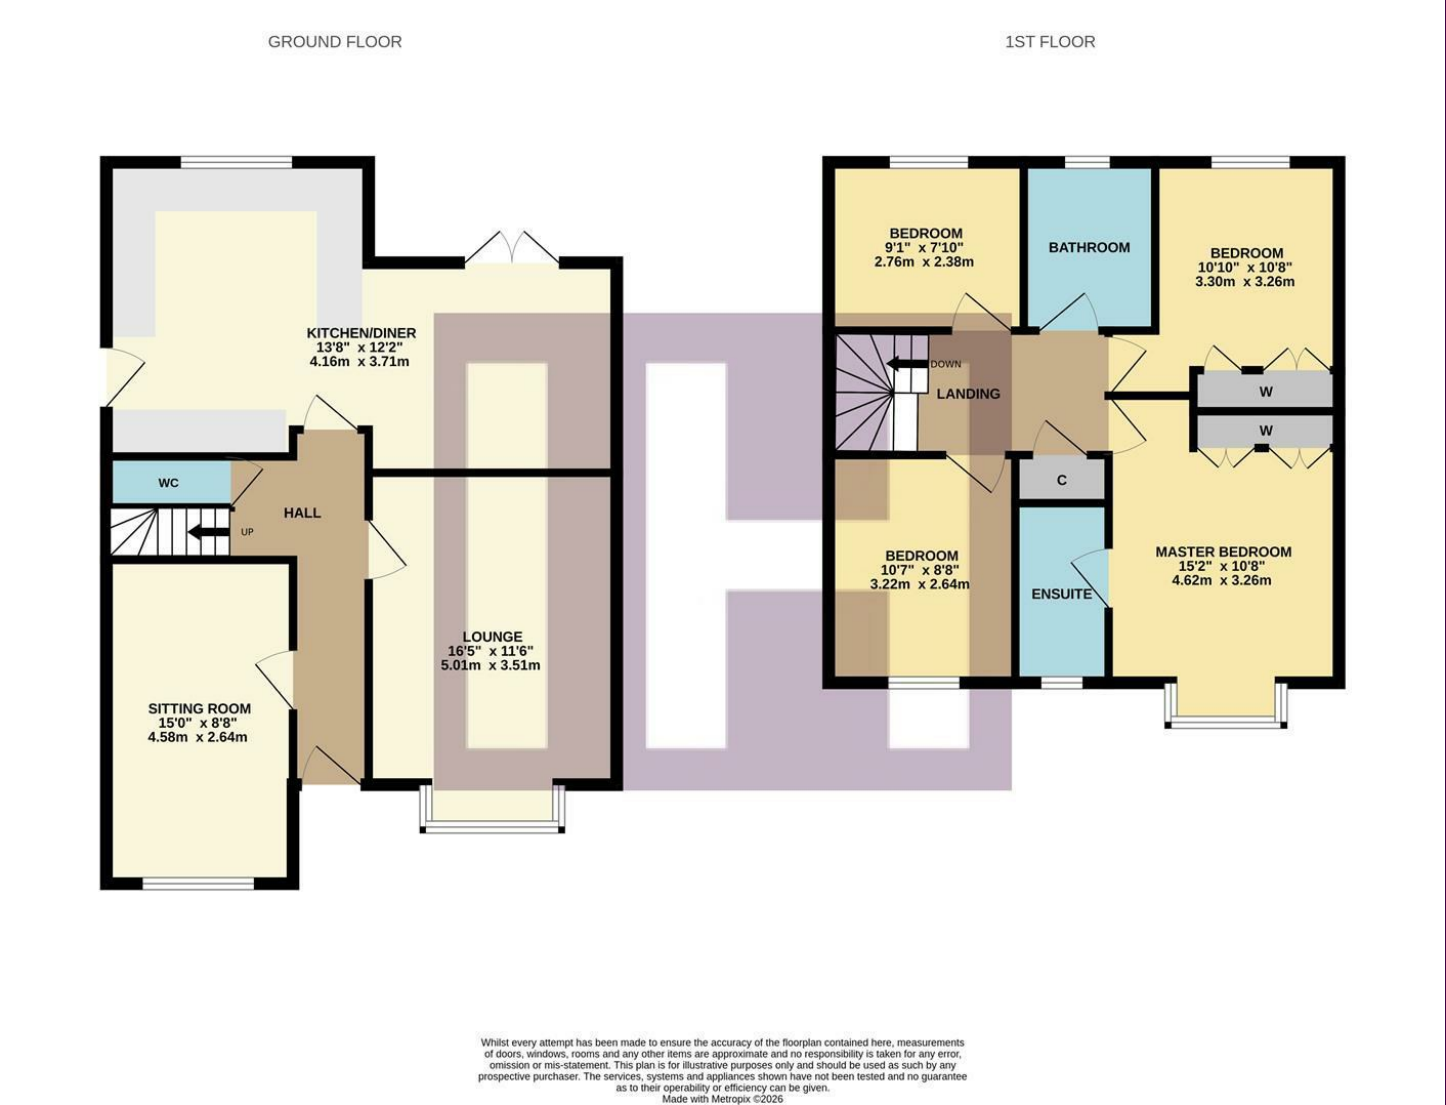 GROUND FLOOR
1ST FLOOR
KITCHEN/DINER
13'8" x 12'2"
4.16m x 3.71m
WC
HALL
UP
LOUNGE
16'5" x 11'6"
5.01m x 3.51m
SITTING ROOM
15'0" x 8'8"
4.58m x 2.64m
BEDROOM
9'1" x 7'10"
2.76m x 2.38m
BATHROOM
BEDROOM
10'10" x 10'8"
3.30m x 3.26m
DOWN
LANDING
W
W
C
BEDROOM
10'7" x 8'8"
3.22m x 2.64m
ENSUITE
MASTER BEDROOM
15'2" x 10'8"
4.62m x 3.26m
Whilst every attempt has been made to ensure the accuracy of the floorplan contained here, measurements
of doors, windows, rooms and any other items are approximate and no responsibility is taken for any error,
omission or mis-statement. This plan is for illustrative purposes only and should be used as such by any
prospective purchaser. The services, systems and appliances shown have not been tested and no guarantee
as to their operability or efficiency can be given.
Made with Metropix ©2026